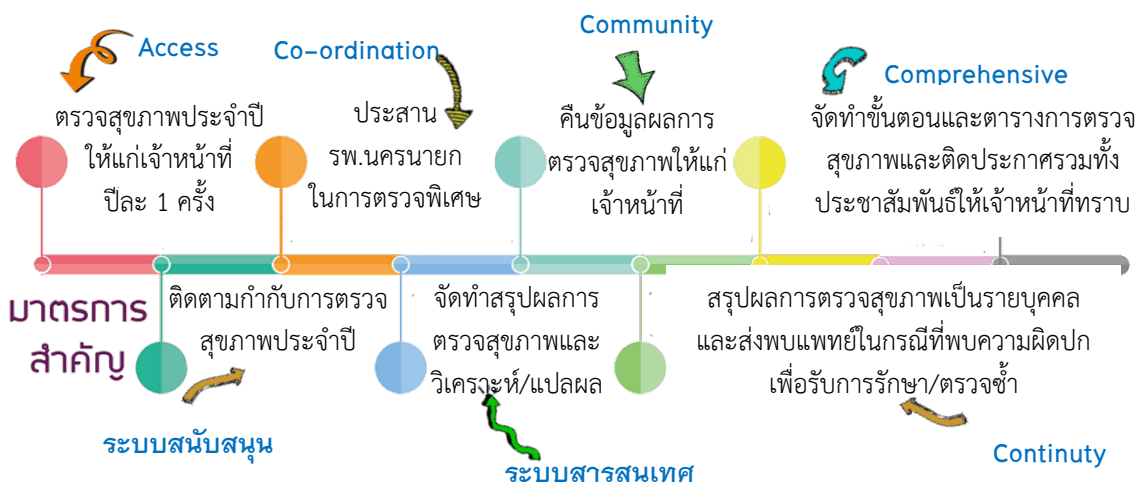 Access
ตรวจสุขภาพประจำปี
ให้แก่เจ้าหน้าที่
ปีละ 1 ครั้ง
Co-ordination
ประสาน
รพ.นครนายก
ในการตรวจพิเศษ
Community
คืนข้อมูลผลการ
ตรวจสุขภาพให้แก่
เจ้าหน้าที่
Comprehensive
จัดทำขั้นตอนและตารางการตรวจ
สุขภาพและติดประกาศรวมทั้ง
ประชาสัมพันธ์ให้เจ้าหน้าที่ทราบ
มาตรการ
สำคัญ
ติดตามกำกับการตรวจ
สุขภาพประจำปี
ระบบสนับสนุน
จัดทำสรุปผลการ
ตรวจสุขภาพและ
วิเคราะห์/แปลผล
ระบบสารสนเทศ
สรุปผลการตรวจสุขภาพเป็นรายบุคคล
และส่งพบแพทย์ในกรณีที่พบความผิดปก
เพื่อรับการรักษา/ตรวจซ้ำ
Continuty